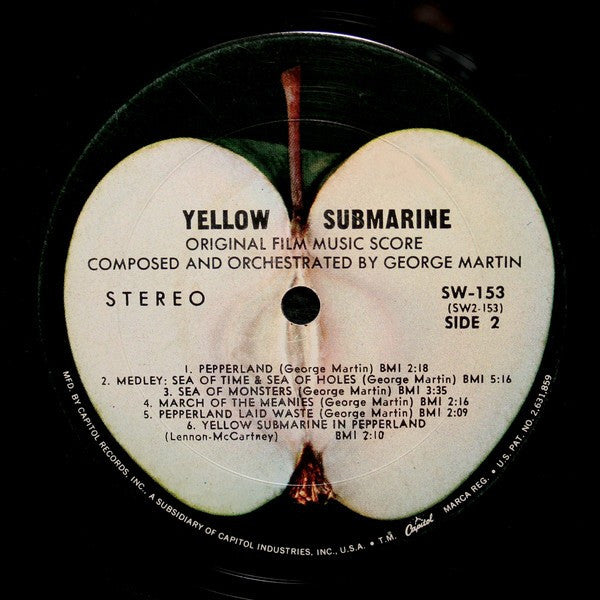 YELLOW SUBMARINE
ORIGINAL FILM MUSIC SCORE
COMPOSED AND ORCHESTRATED BY GEORGE MARTIN
STEREO
SW-153
(SW2-153)
SIDE 2
1. PEPPERLAND (George Martin) BMI 2:18
2. MEDLEY: SEA OF TIME & SEA OF HOLES (George Martin) BMI 5:16
3. SEA OF MONSTERS (George Martin) BMI 3:35
4. MARCH OF THE MEANIES (George Martin) BMI 2:16
5. PEPPERLAND LAID WASTE (George Martin) BMI 2:09
6. YELLOW SUBMARINE IN PEPPERLAND
(Lennon-McCartney) BMI 2:10
MFD. BY CAPITOL RECORDS, INC., A SUBSIDIARY OF CAPITOL INDUSTRIES, INC., U.S.A. • T.M. Capitol MARCA REG. • U.S. PAT. NO. 2,631,859